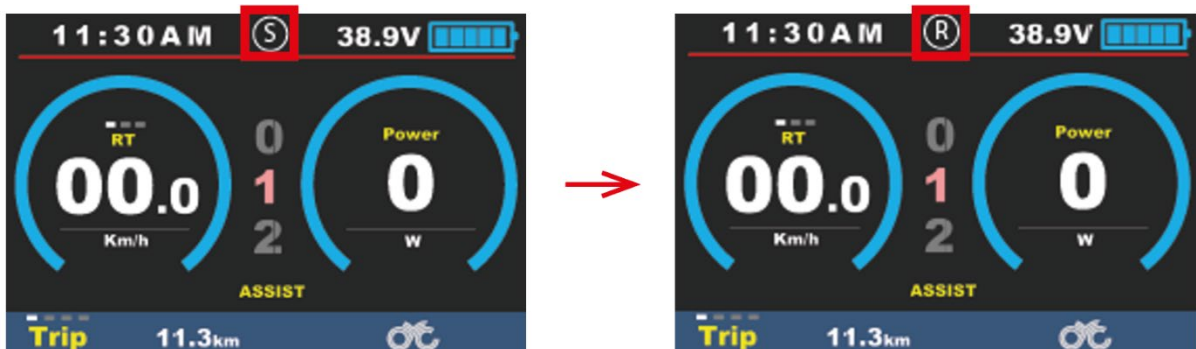 11:30AM S 38.9V
RT
00.0
Km/h
0
1
2
Power
0
W
ASSIST
Trip 11.3km
11:30AM R 38.9V
RT
00.0
Km/h
0
1
2
Power
0
W
ASSIST
Trip 11.3km